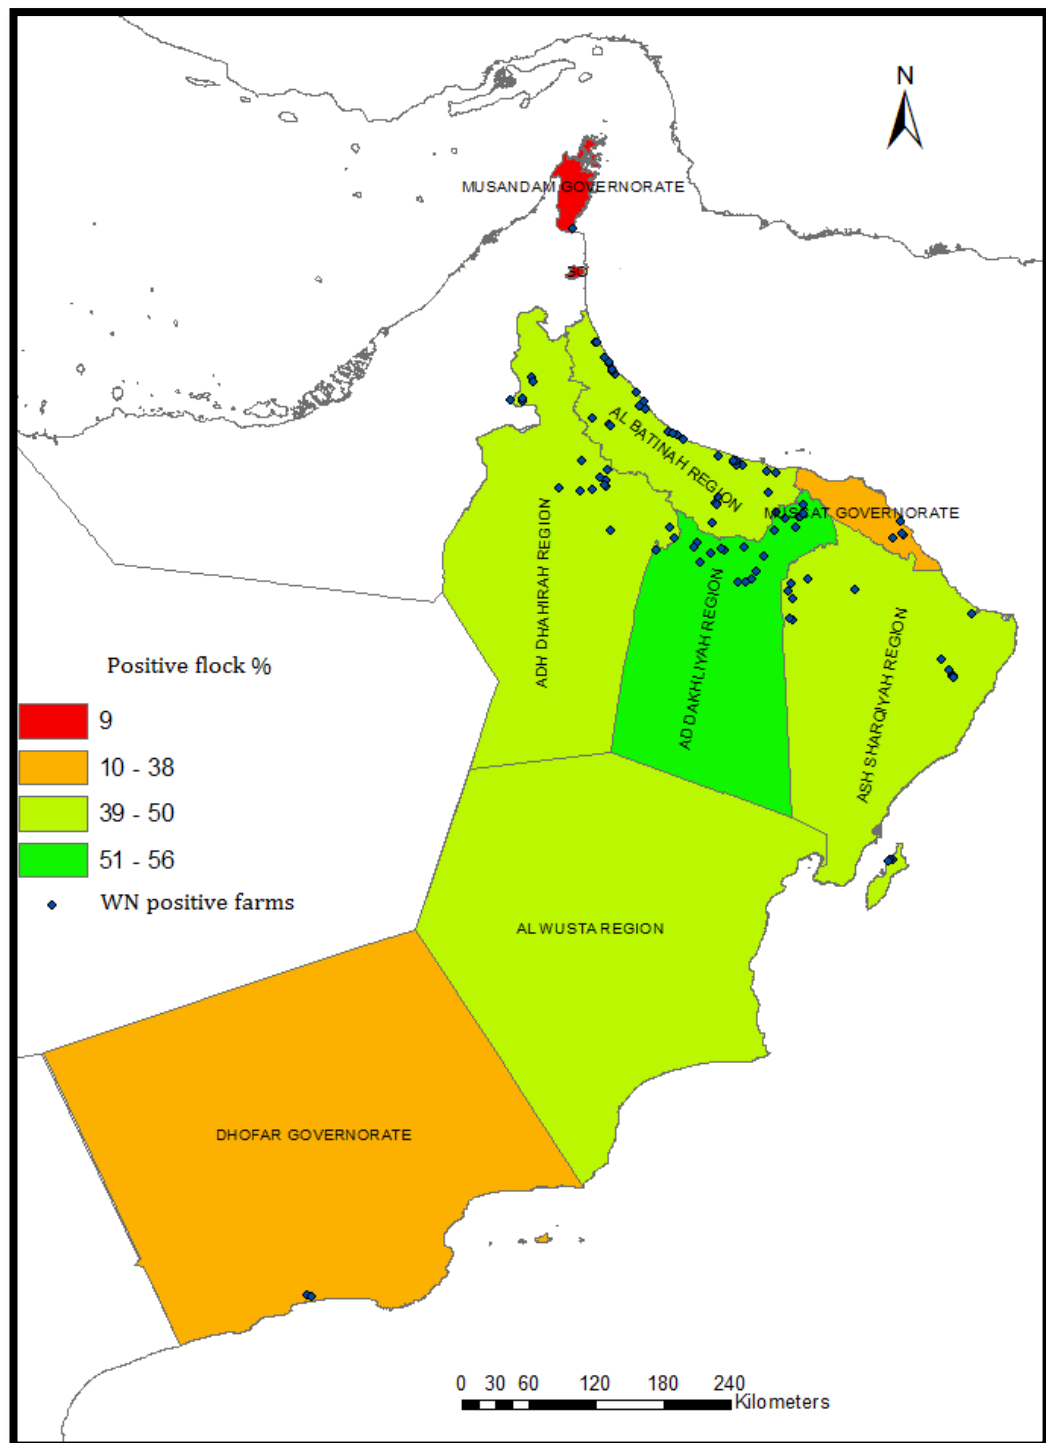 N
MUSANDAM GOVERNORATE
AL BATINAH REGION
MUSCAT GOVERNORATE
ADH DHAHIRAH REGION
AD DAKHLIYAH REGION
ASH SHARQIYAH REGION
Positive flock %
9
10 - 38
39 - 50
51 - 56
WN positive farms
AL WUSTA REGION
DHOFAR GOVERNORATE
0 30 60 120 180 240
Kilometers